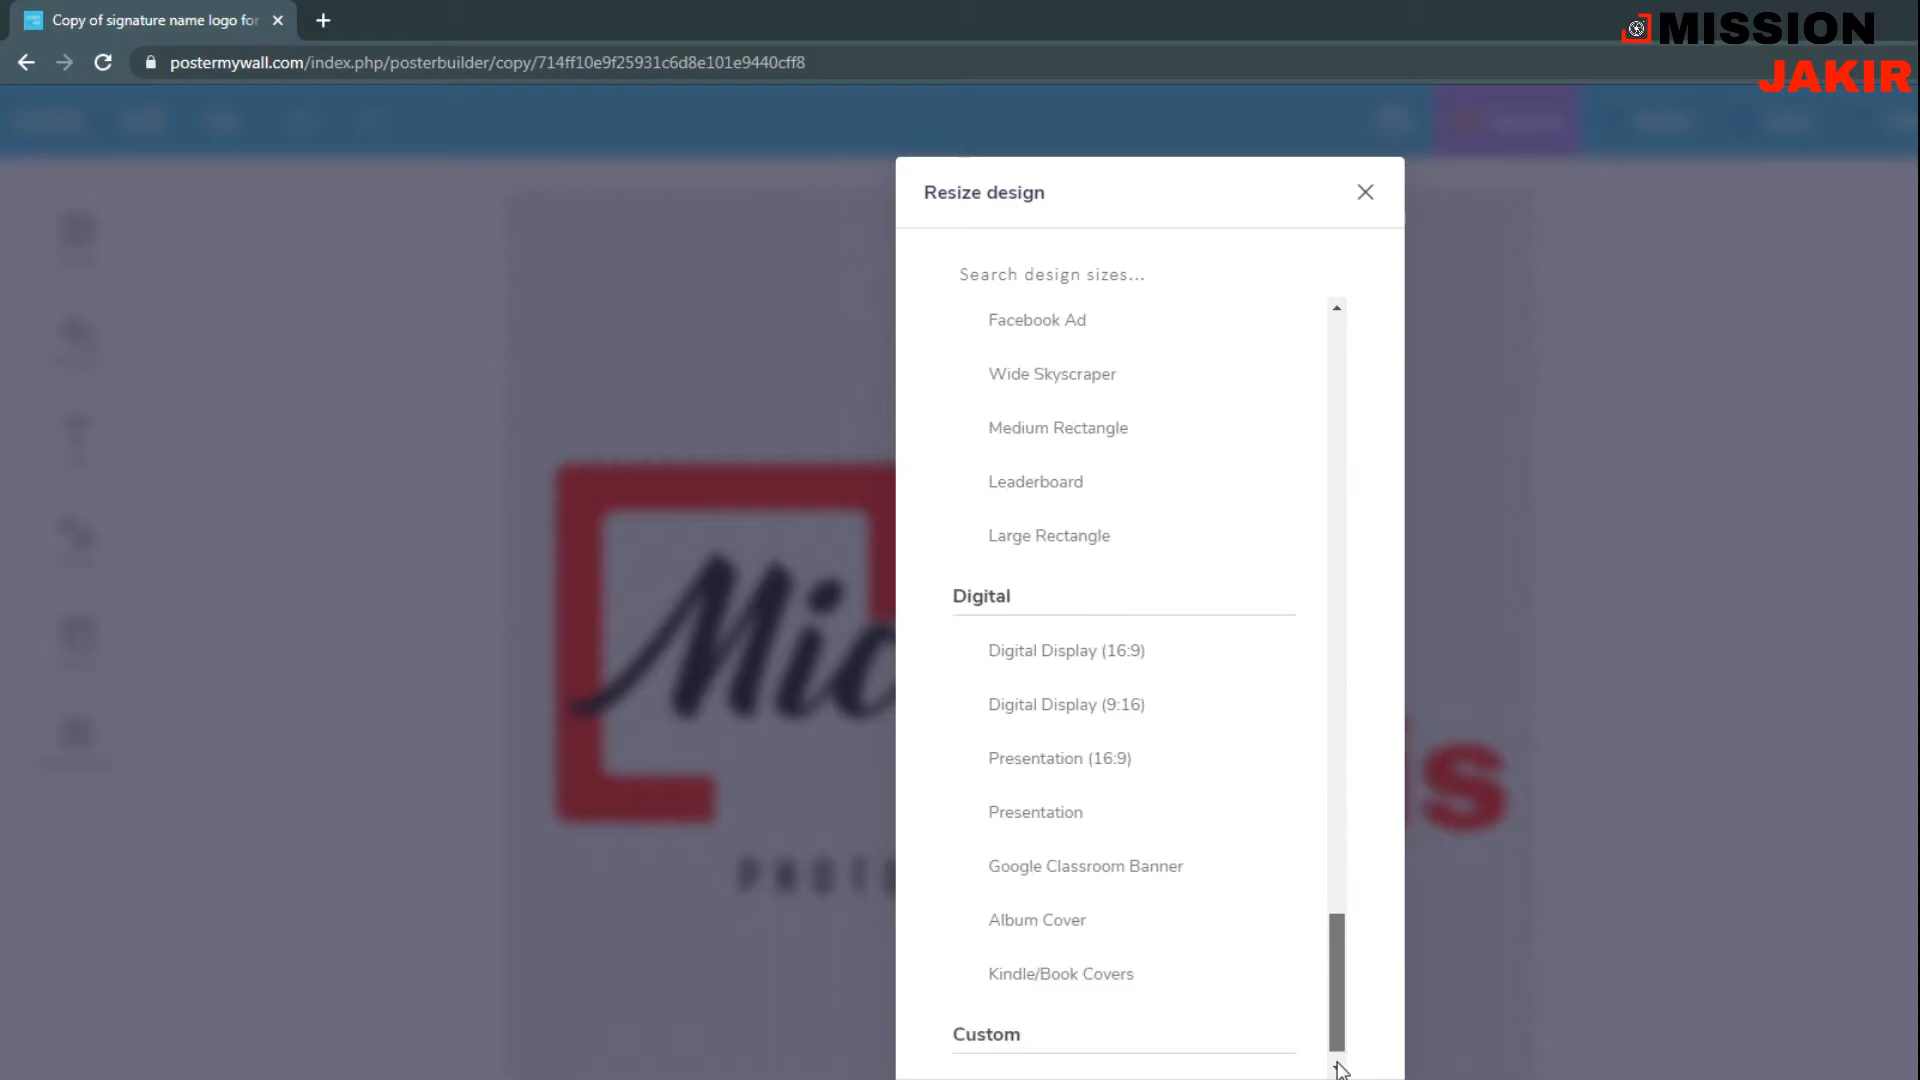 Copy of signature name logo for
MISSION
JAKIR
postermywall.com/index.php/posterbuilder/copy/714ff10e9f25931c6d8e101e9440cff8
Resize design
Search design sizes...
Facebook Ad
Wide Skyscraper
Medium Rectangle
Leaderboard
Large Rectangle
Digital
Digital Display (16:9)
Digital Display (9:16)
Presentation (16:9)
Presentation
Google Classroom Banner
Album Cover
Kindle/Book Covers
Custom
Mic
is